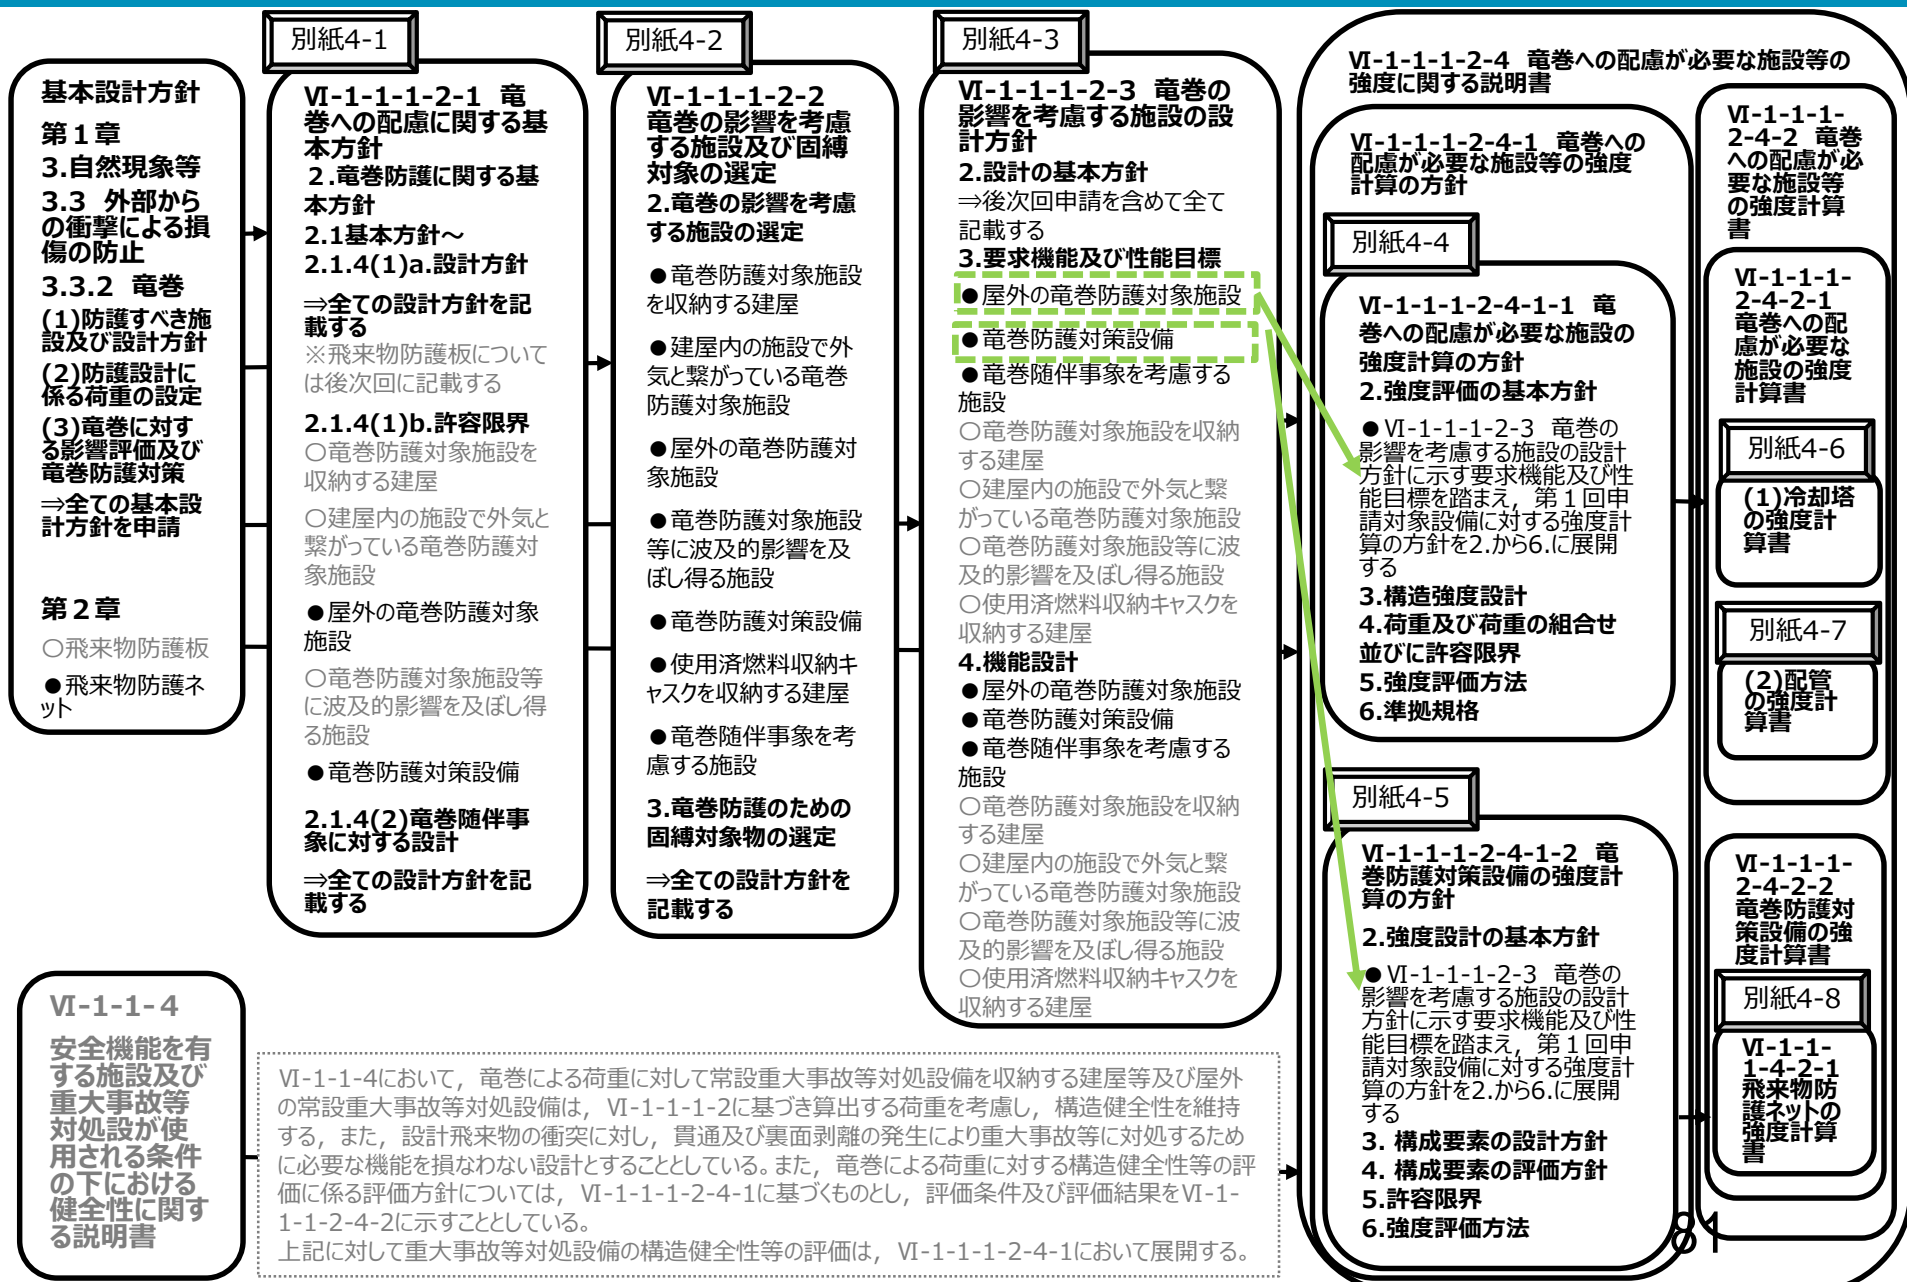 基本設計方針
第１章
3.自然現象等
3.3 外部から
の衝撃による損
傷の防止
3.3.2 竜巻
(1)防護すべき施
設及び設計方針
(2)防護設計に
係る荷重の設定
(3)竜巻に対す
る影響評価及び
竜巻防護対策
⇒全ての基本設
計方針を申請
第２章
○飛来物防護板
●飛来物防護ネ
ット
別紙4-1
Ⅵ-1-1-1-2-1 竜
巻への配慮に関する基
本方針
２.竜巻防護に関する基
本方針
2.1基本方針～
2.1.4(1)a.設計方針
⇒全ての設計方針を記
載する
※飛来物防護板について
は後次回に記載する
2.1.4(1)b.許容限界
○竜巻防護対象施設を
収納する建屋
○建屋内の施設で外気と
繋がっている竜巻防護対
象施設
●屋外の竜巻防護対象
施設
○竜巻防護対象施設等
に波及的影響を及ぼし得
る施設
●竜巻防護対策設備
2.1.4(2)竜巻随伴事
象に対する設計
⇒全ての設計方針を記
載する
別紙4-2
Ⅵ-1-1-1-2-2
竜巻の影響を考慮
する施設及び固縛
対象の選定
2.竜巻の影響を考慮
する施設の選定
●竜巻防護対象施設
を収納する建屋
●建屋内の施設で外
気と繋がっている竜巻
防護対象施設
●屋外の竜巻防護対
象施設
●竜巻防護対象施設
等に波及的影響を及
ぼし得る施設
●竜巻防護対策設備
●使用済燃料収納キ
ャスクを収納する建屋
●竜巻随伴事象を考
慮する施設
3.竜巻防護のための
固縛対象物の選定
⇒全ての設計方針を
記載する
別紙4-3
Ⅵ-1-1-1-2-3 竜巻の
影響を考慮する施設の設
計方針
2.設計の基本方針
⇒後次回申請を含めて全て
記載する
3.要求機能及び性能目標
●屋外の竜巻防護対象施設
●竜巻防護対策設備
●竜巻随伴事象を考慮する
施設
○竜巻防護対象施設を収納
する建屋
○建屋内の施設で外気と繋
がっている竜巻防護対象施設
○竜巻防護対象施設等に波
及的影響を及ぼし得る施設
○使用済燃料収納キャスクを
収納する建屋
4.機能設計
●屋外の竜巻防護対象施設
●竜巻防護対策設備
●竜巻随伴事象を考慮する
施設
○竜巻防護対象施設を収納
する建屋
○建屋内の施設で外気と繋
がっている竜巻防護対象施設
○竜巻防護対象施設等に波
及的影響を及ぼし得る施設
○使用済燃料収納キャスクを
収納する建屋
Ⅵ-1-1-1-2-4 竜巻への配慮が必要な施設等の
強度に関する説明書
Ⅵ-1-1-1-2-4-1 竜巻への
配慮が必要な施設等の強度
計算の方針
別紙4-4
Ⅵ-1-1-1-2-4-1-1 竜
巻への配慮が必要な施設の
強度計算の方針
2.強度評価の基本方針
●Ⅵ-1-1-1-2-3 竜巻の
影響を考慮する施設の設計
方針に示す要求機能及び性
能目標を踏まえ，第１回申
請対象設備に対する強度計
算の方針を2.から6.に展開
する
3.構造強度設計
4.荷重及び荷重の組合せ
並びに許容限界
5.強度評価方法
6.準拠規格
別紙4-5
Ⅵ-1-1-1-2-4-1-2 竜
巻防護対策設備の強度計
算の方針
2.強度設計の基本方針
●Ⅵ-1-1-1-2-3 竜巻の
影響を考慮する施設の設計
方針に示す要求機能及び性
能目標を踏まえ，第１回申
請対象設備に対する強度計
算の方針を2.から6.に展開
する
3. 構成要素の設計方針
4. 構成要素の評価方針
5.許容限界
6.強度評価方法
Ⅵ-1-1-1-
2-4-2 竜巻
への配慮が必
要な施設等
の強度計算
書
Ⅵ-1-1-1-
2-4-2-1
竜巻への配
慮が必要な
施設の強度
計算書
別紙4-6
(1)冷却塔
の強度計
算書
別紙4-7
(2)配管
の強度計
算書
Ⅵ-1-1-1-
2-4-2-2
竜巻防護対
策設備の強
度計算書
別紙4-8
Ⅵ-1-1-
1-4-2-1
飛来物防
護ネットの
強度計算
書
Ⅵ-1-1-4
安全機能を有
する施設及び
重大事故等
対処設が使
用される条件
の下における
健全性に関す
る説明書
Ⅵ-1-1-4において，竜巻による荷重に対して常設重大事故等対処設備を収納する建屋等及び屋外
の常設重大事故等対処設備は，Ⅵ-1-1-1-2に基づき算出する荷重を考慮し，構造健全性を維持
する，また，設計飛来物の衝突に対し，貫通及び裏面剥離の発生により重大事故等に対処するため
に必要な機能を損なわない設計とすることとしている。また，竜巻による荷重に対する構造健全性等の評
価に係る評価方針については，Ⅵ-1-1-1-2-4-1に基づくものとし，評価条件及び評価結果をⅥ-1-
1-1-2-4-2に示すこととしている。
上記に対して重大事故等対処設備の構造健全性等の評価は，Ⅵ-1-1-1-2-4-1において展開する。
81